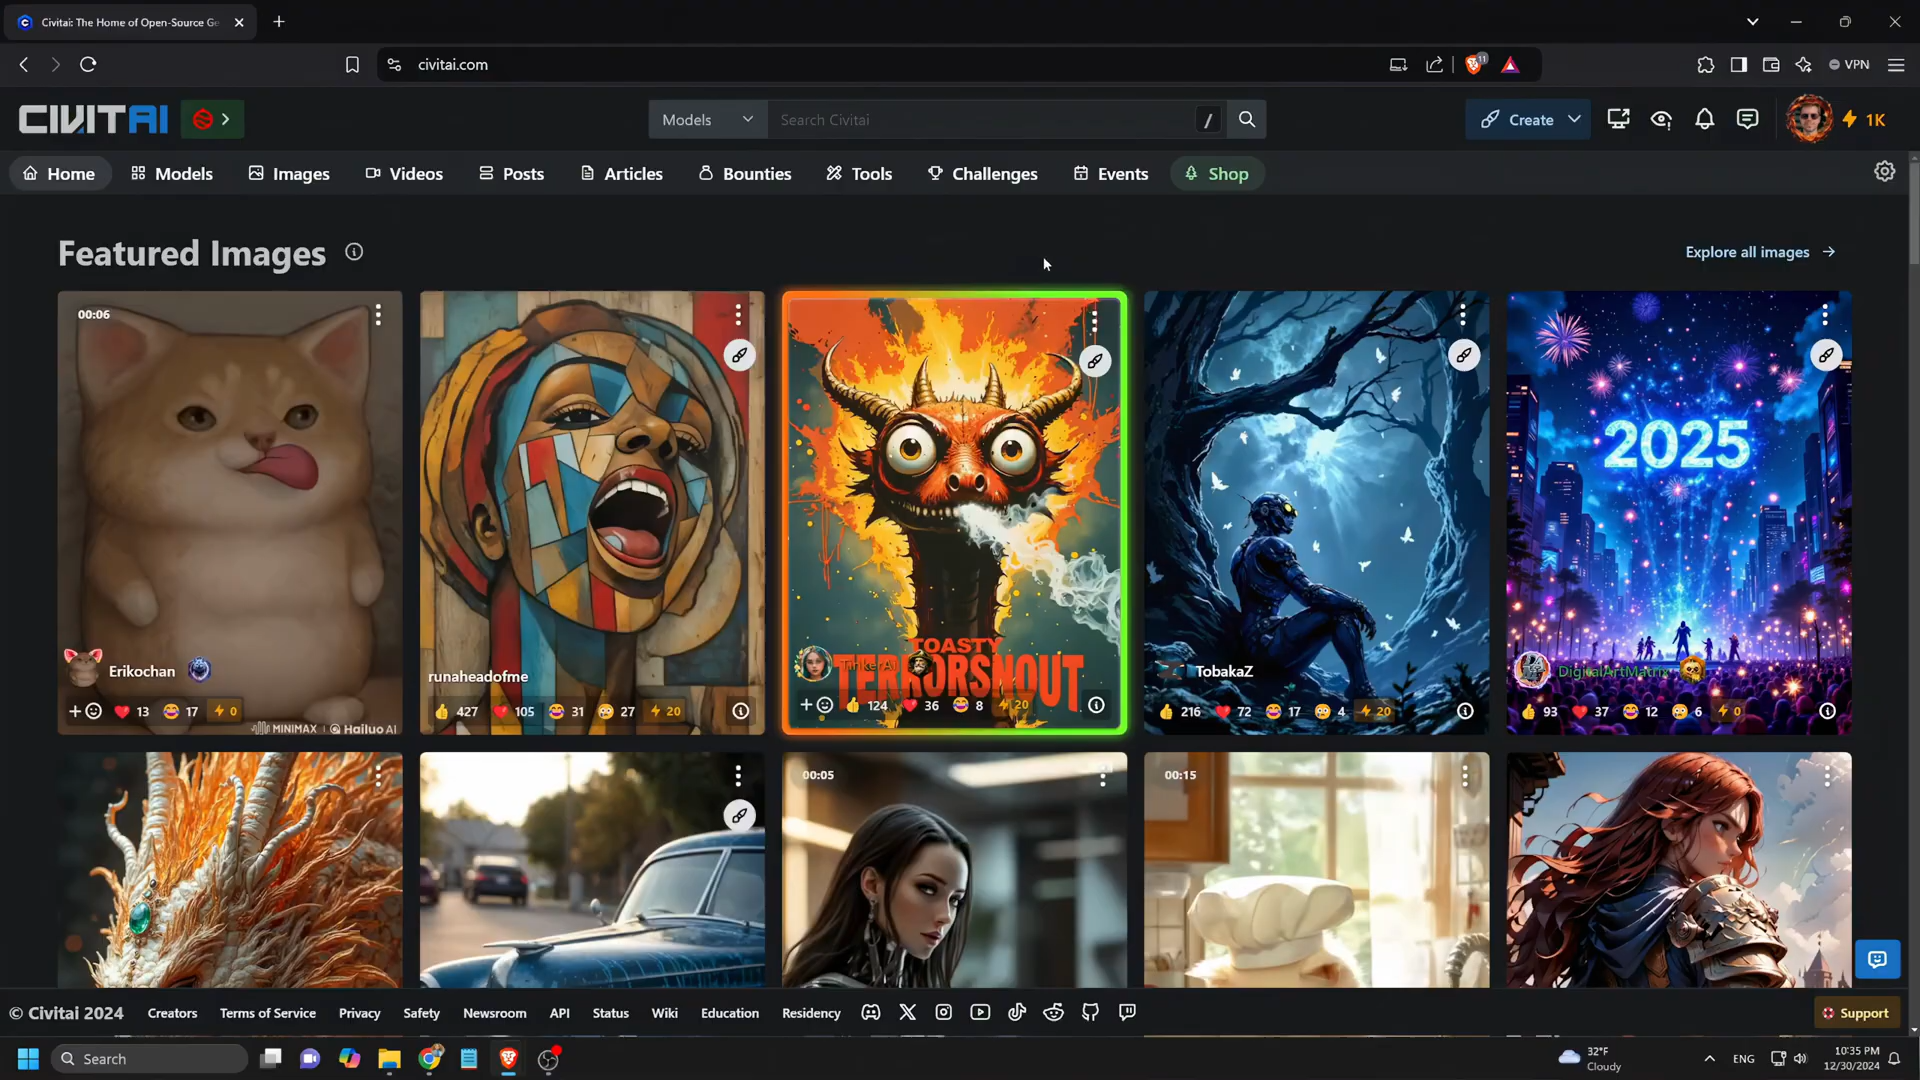 Civitai: The Home of Open-Source Ge
civitai.com
11
VPN
CIVITAI
Models
Search Civitai
/
Create
1K
Home
Models
Images
Videos
Posts
Articles
Bounties
Tools
Challenges
Events
Shop
Featured Images
Explore all images
00:06
Erikochan
13
17
0
MINIMAX | Hailuo AI
runaheadofme
427
105
31
27
20
TOASTY
TERRORSNOUT
TinkerAI
124
36
8
20
TobakaZ
216
72
17
4
20
2025
DigitalArtMatrix
93
37
12
6
0
00:05
00:15
© Civitai 2024
Creators
Terms of Service
Privacy
Safety
Newsroom
API
Status
Wiki
Education
Residency
Support
Search
32°F
Cloudy
ENG
10:35 PM
12/30/2024